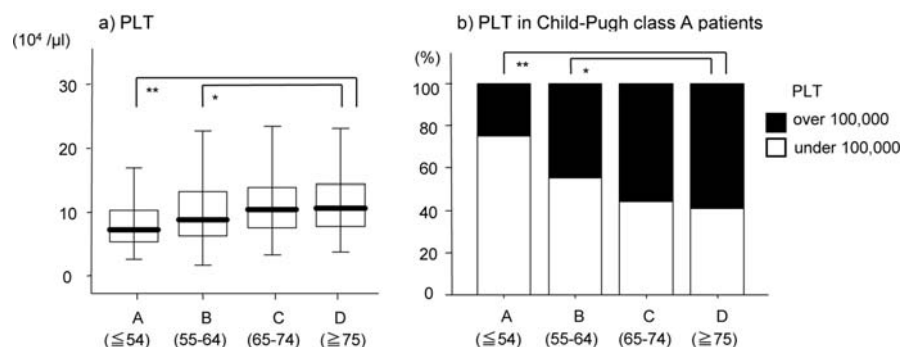 a) PLT
(10⁴ /μl)
30
20
10
0
**
*
A
B
C
D
(≦54)
(55-64)
(65-74)
(≧75)
b) PLT in Child-Pugh class A patients
(%)
100
80
60
40
20
0
**
*
PLT
over 100,000
under 100,000
A
B
C
D
(≦54)
(55-64)
(65-74)
(≧75)